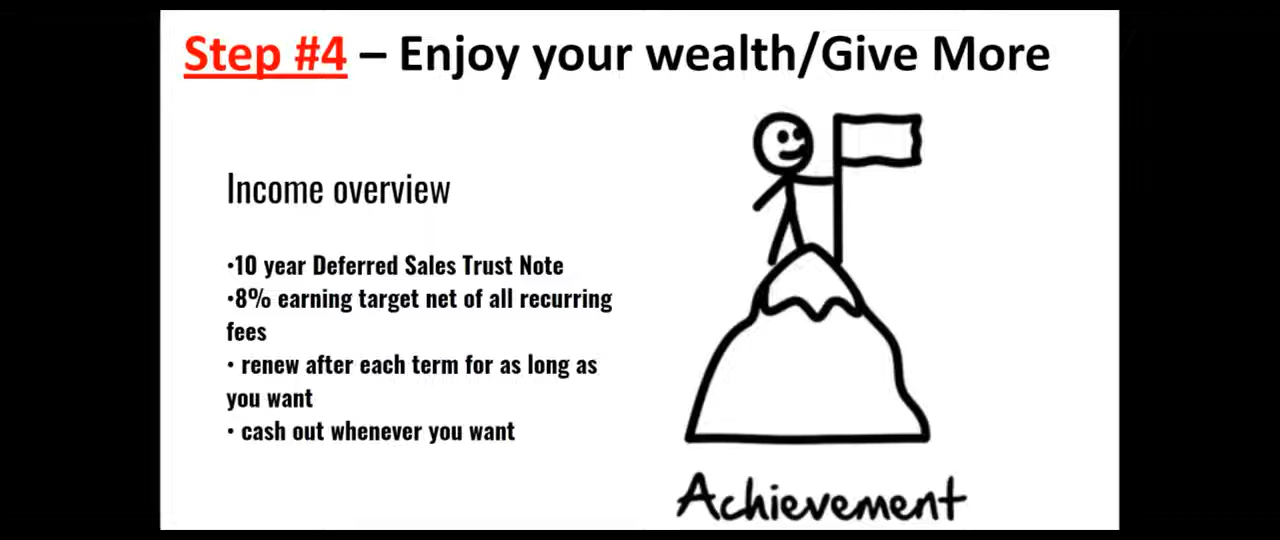 Step #4 – Enjoy your wealth/Give More
Income overview
•10 year Deferred Sales Trust Note
•8% earning target net of all recurring
fees
• renew after each term for as long as
you want
• cash out whenever you want
Achievement